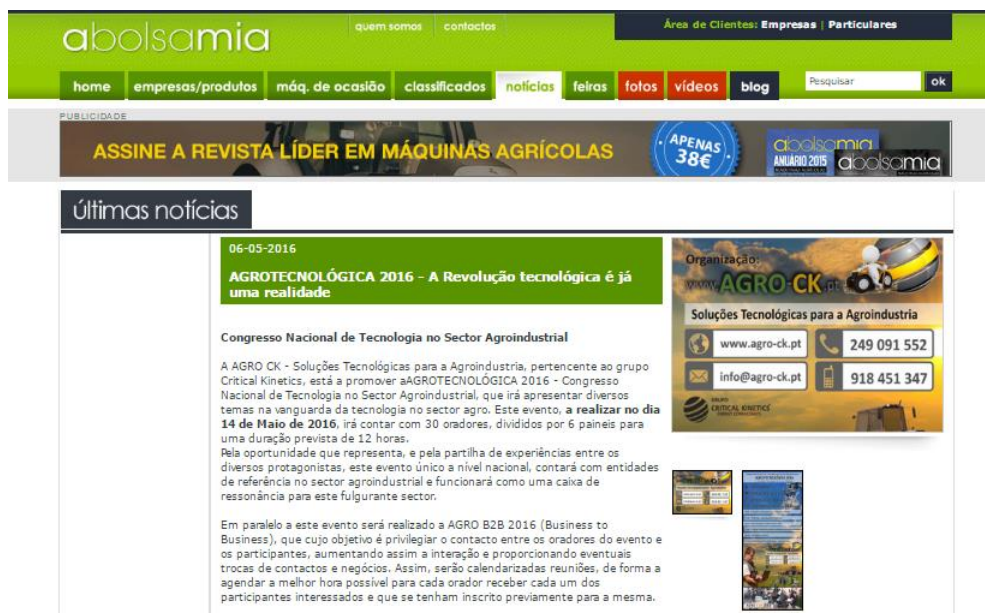 abolsamia
quem somos
contactos
Área de Clientes: Empresas | Particulares
home empresas/produtos máq. de ocasião classificados notícias feiras fotos vídeos blog
Pesquisar ok
PUBLICIDADE
ASSINE A REVISTA LÍDER EM MÁQUINAS AGRÍCOLAS
APENAS
38€
abolsamia
ANUÁRIO 2015
abolsamia
últimas notícias
06-05-2016
AGROTECNOLÓGICA 2016 - A Revolução tecnológica é já
uma realidade
Congresso Nacional de Tecnologia no Sector Agroindustrial
A AGRO CK - Soluções Tecnológicas para a Agroindustria, pertencente ao grupo
Critical Kinetics, está a promover aAGROTECNOLÓGICA 2016 - Congresso
Nacional de Tecnologia no Sector Agroindustrial, que irá apresentar diversos
temas na vanguarda da tecnologia no sector agro. Este evento, a realizar no dia
14 de Maio de 2016, irá contar com 30 oradores, divididos por 6 paineis para
uma duração prevista de 12 horas.
Pela oportunidade que representa, e pela partilha de experiências entre os
diversos protagonistas, este evento único a nível nacional, contará com entidades
de referência no sector agroindustrial e funcionará como uma caixa de
ressonância para este fulgurante sector.
Em paralelo a este evento será realizado a AGRO B2B 2016 (Business to
Business), que cujo objetivo é privilegiar o contacto entre os oradores do evento e
os participantes, aumentando assim a interação e proporcionando eventuais
trocas de contactos e negócios. Assim, serão calendarizadas reuniões, de forma a
agendar a melhor hora possível para cada orador receber cada um dos
participantes interessados e que se tenham inscrito previamente para a mesma.
Organização:
www.AGRO-CK.pt
Soluções Tecnológicas para a Agroindustria
www.agro-ck.pt
249 091 552
info@agro-ck.pt
918 451 347
GRUPO
CRITICAL KINETICS